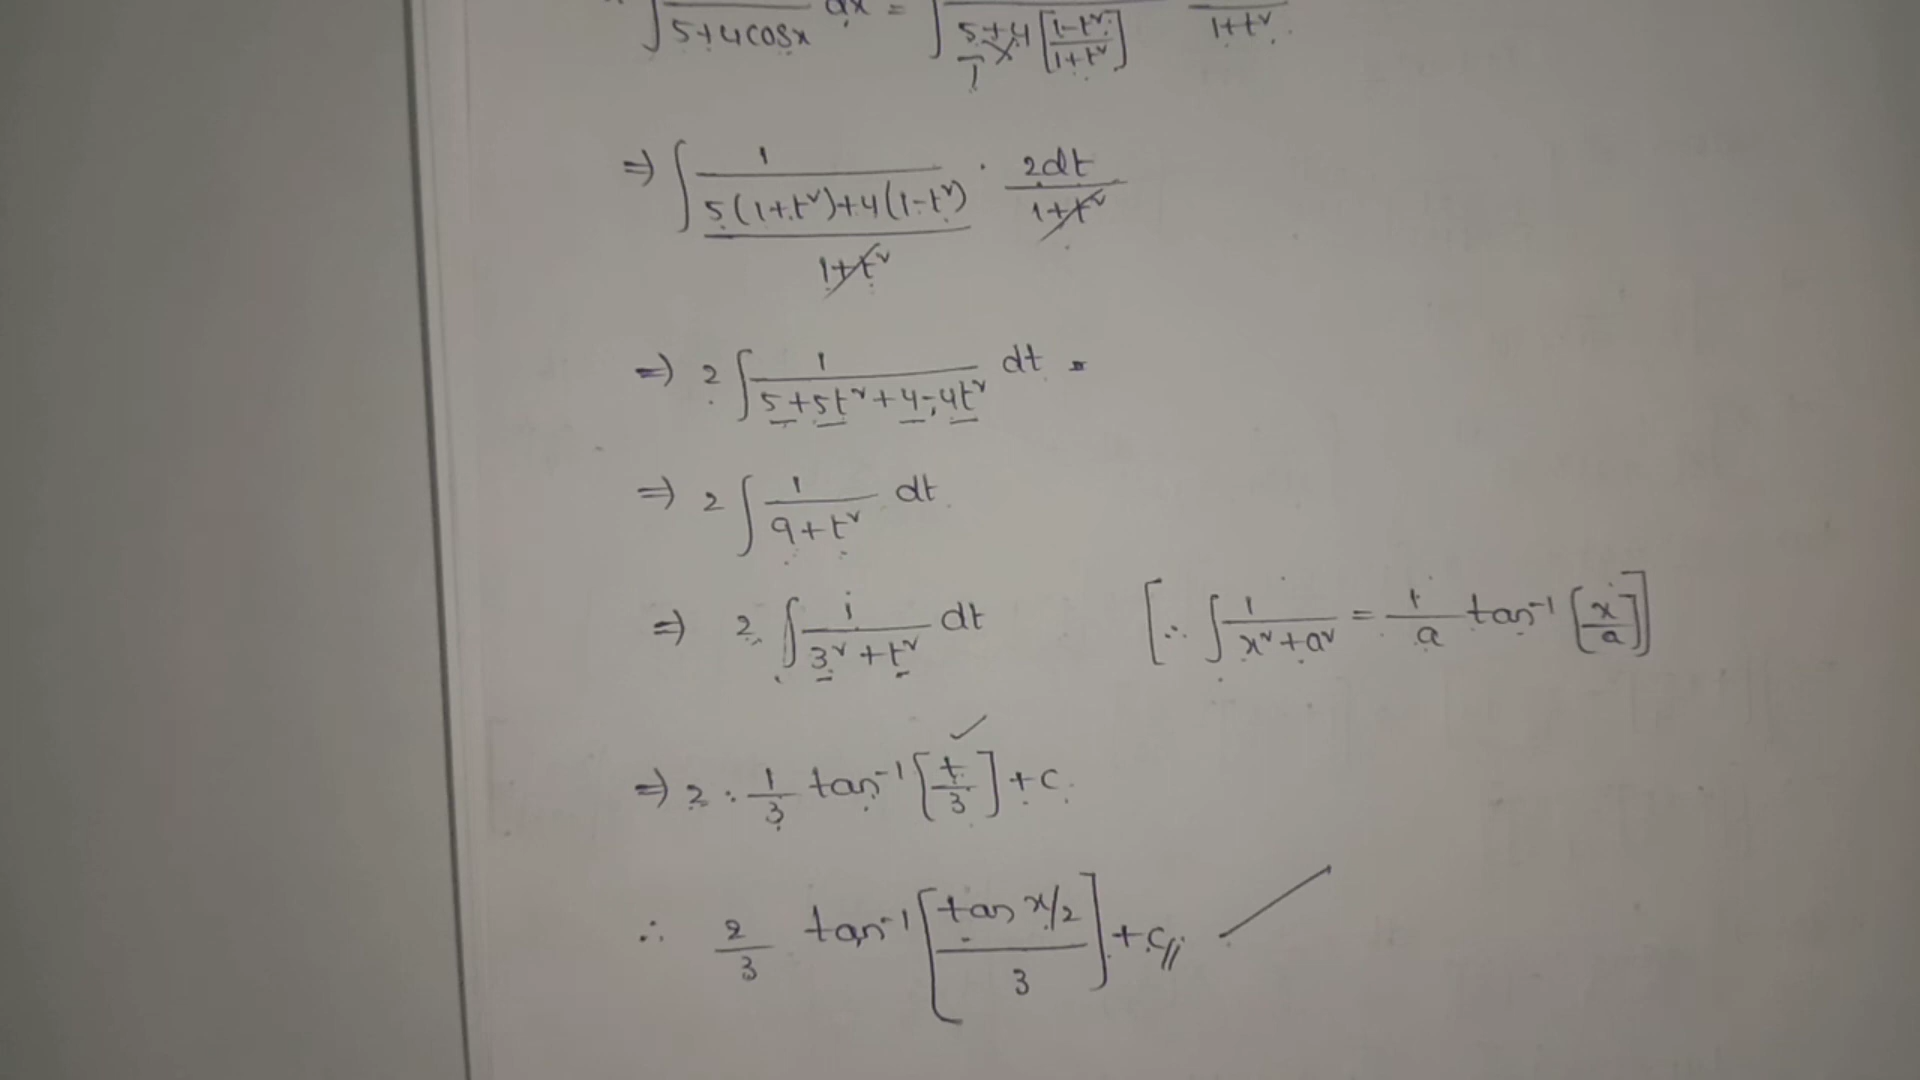 ∴ ∫ 1/(5+4cosx) dx = ∫ 1/(5/1+4[(1-t²)/(1+t²)]) 2dt/(1+t²)
⇒ ∫ 1/((5(1+t²)+4(1-t²))/(1+t²)) · 2dt/(1+t²)
⇒ 2 ∫ 1/(5+5t²+4-4t²) dt =
⇒ 2 ∫ 1/(9+t²) dt
⇒ 2 ∫ 1/(3²+t²) dt [∴ ∫ 1/(x²+a²) = 1/a tan⁻¹ [x/a]]
⇒ 2 · 1/3 tan⁻¹ [t/3] + c
∴ 2/3 tan⁻¹ [(tan x/2)/3] + c//